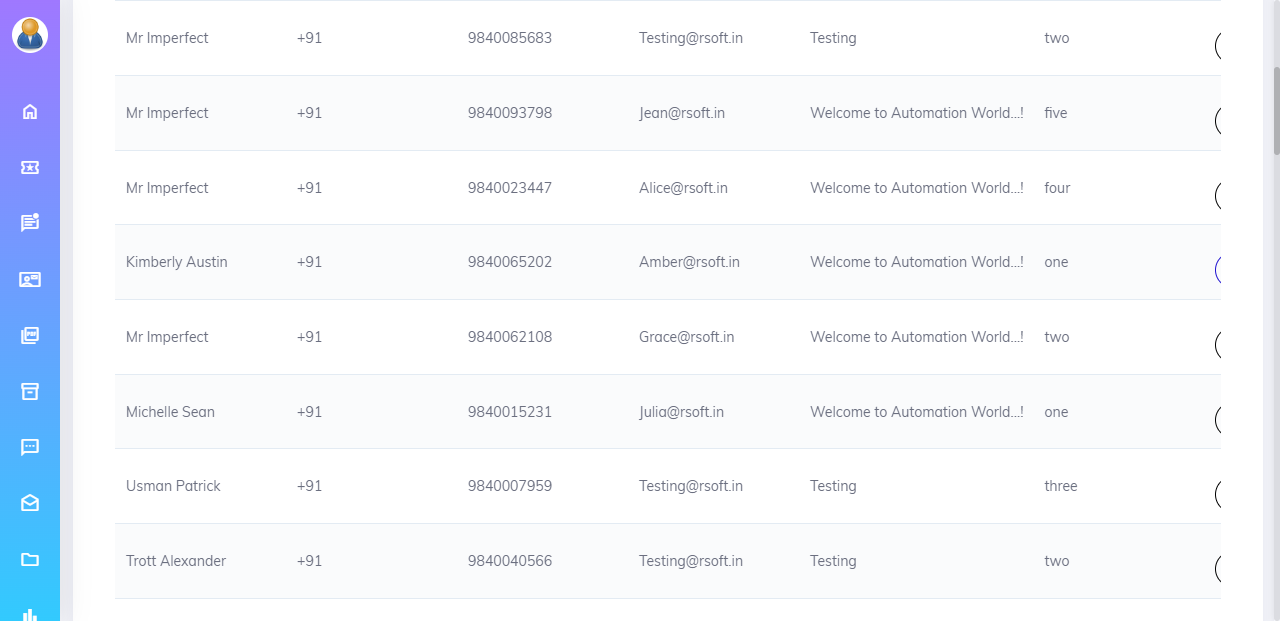 Mr Imperfect +91 9840085683 Testing@rsoft.in Testing two
Mr Imperfect +91 9840093798 Jean@rsoft.in Welcome to Automation World...! five
Mr Imperfect +91 9840023447 Alice@rsoft.in Welcome to Automation World...! four
Kimberly Austin +91 9840065202 Amber@rsoft.in Welcome to Automation World...! one
Mr Imperfect +91 9840062108 Grace@rsoft.in Welcome to Automation World...! two
Michelle Sean +91 9840015231 Julia@rsoft.in Welcome to Automation World...! one
Usman Patrick +91 9840007959 Testing@rsoft.in Testing three
Trott Alexander +91 9840040566 Testing@rsoft.in Testing two